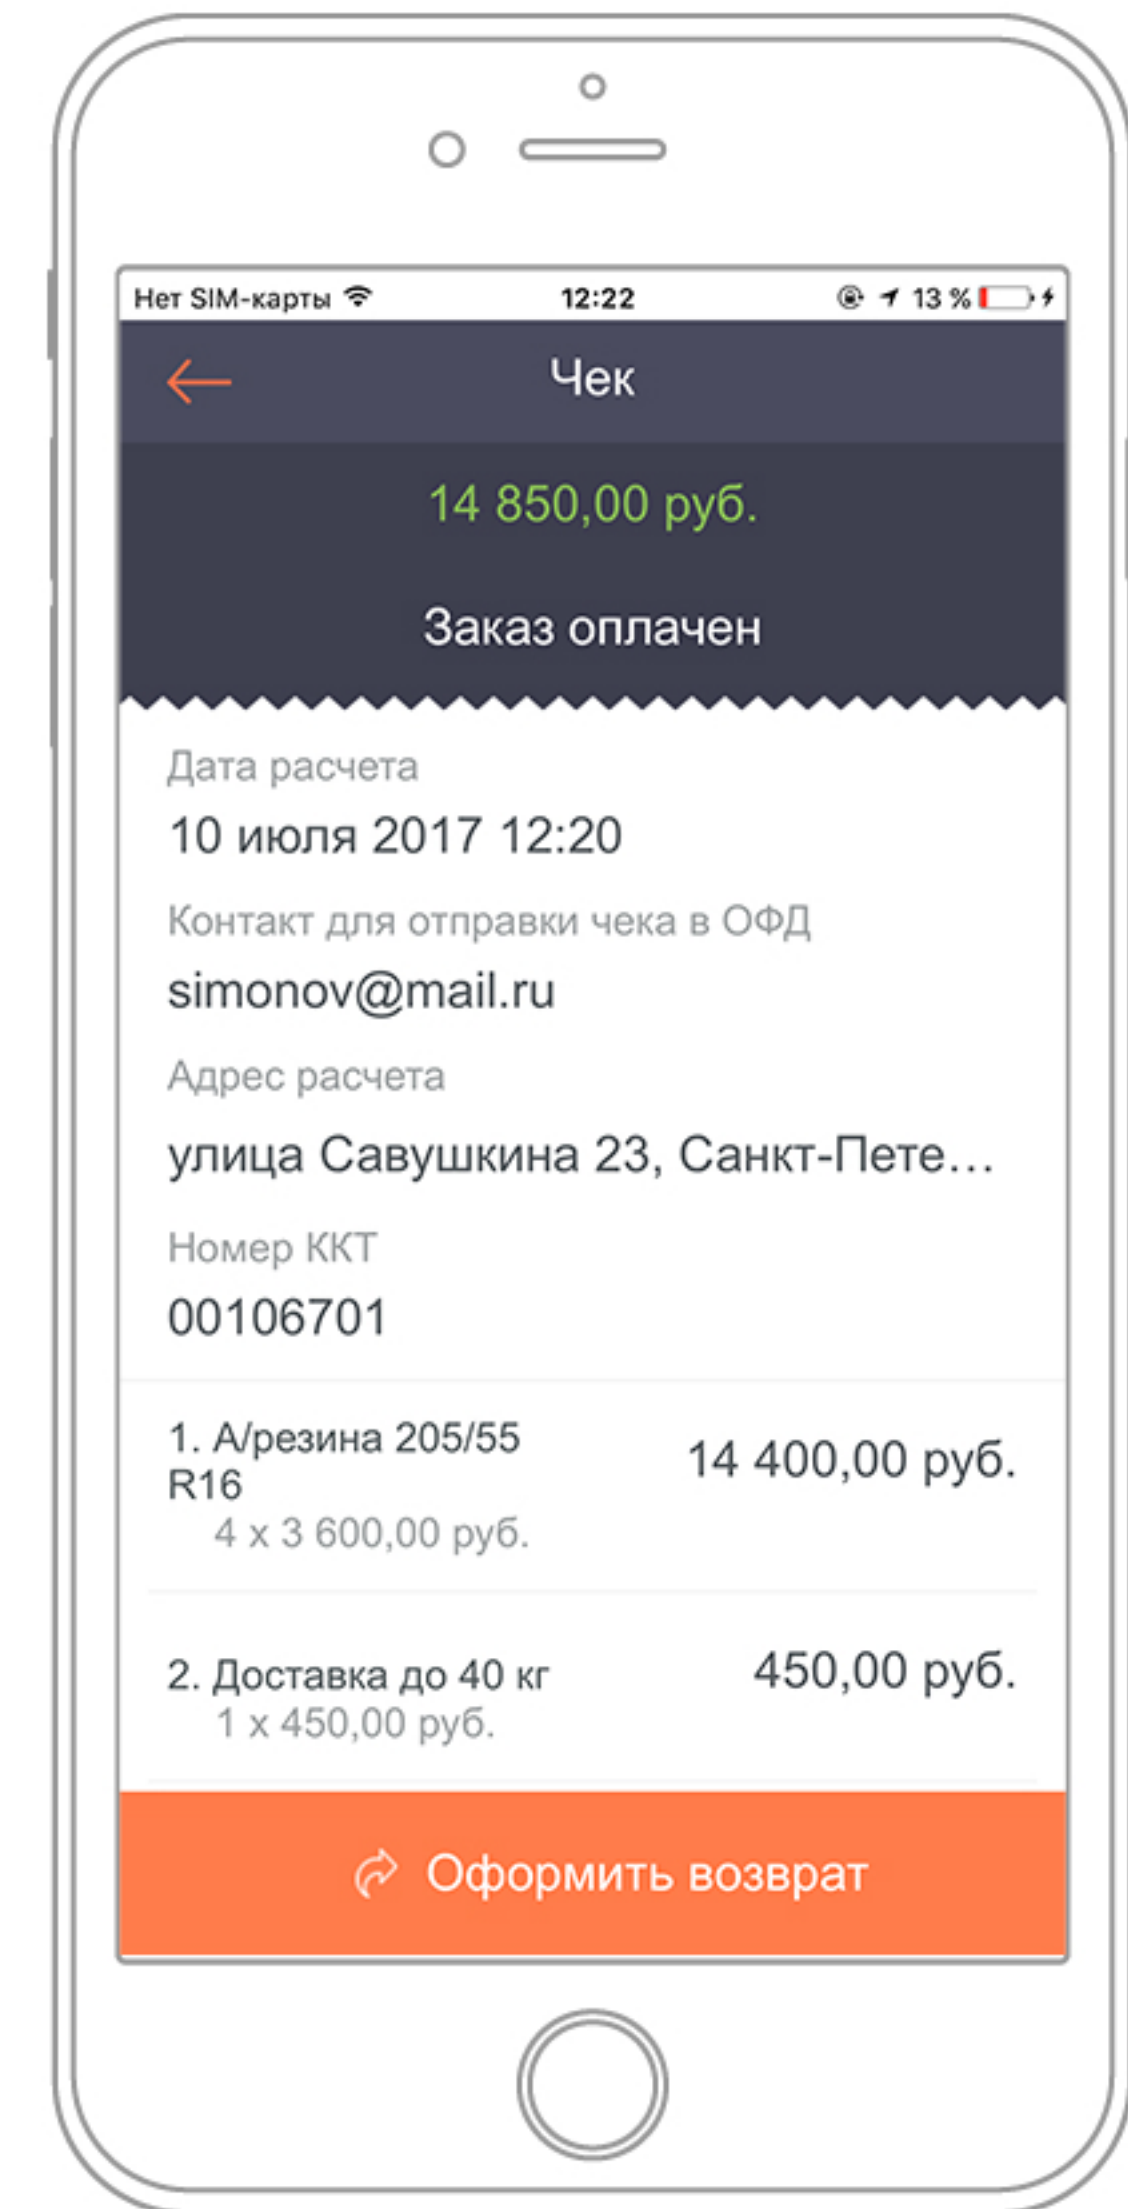 Нет SIM-карты 12:22 13 %
Чек
14 850,00 руб.
Заказ оплачен
Дата расчета
10 июля 2017 12:20
Контакт для отправки чека в ОФД
simonov@mail.ru
Адрес расчета
улица Савушкина 23, Санкт-Пете...
Номер ККТ
00106701
1. А/резина 205/55
R16
14 400,00 руб.
4 x 3 600,00 руб.
2. Доставка до 40 кг
450,00 руб.
1 x 450,00 руб.
Оформить возврат